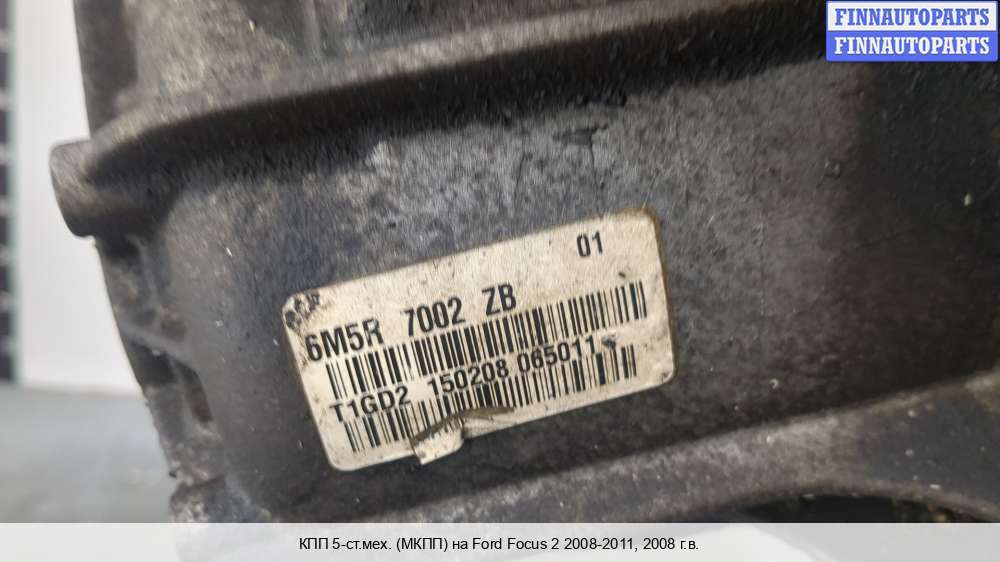 FINNAUTOPARTS
FINNAUTOPARTS
01
6M5R 7002 ZB
T1GD2 150208 065011
КПП 5-ст.мех. (МКПП) на Ford Focus 2 2008-2011, 2008 г.в.